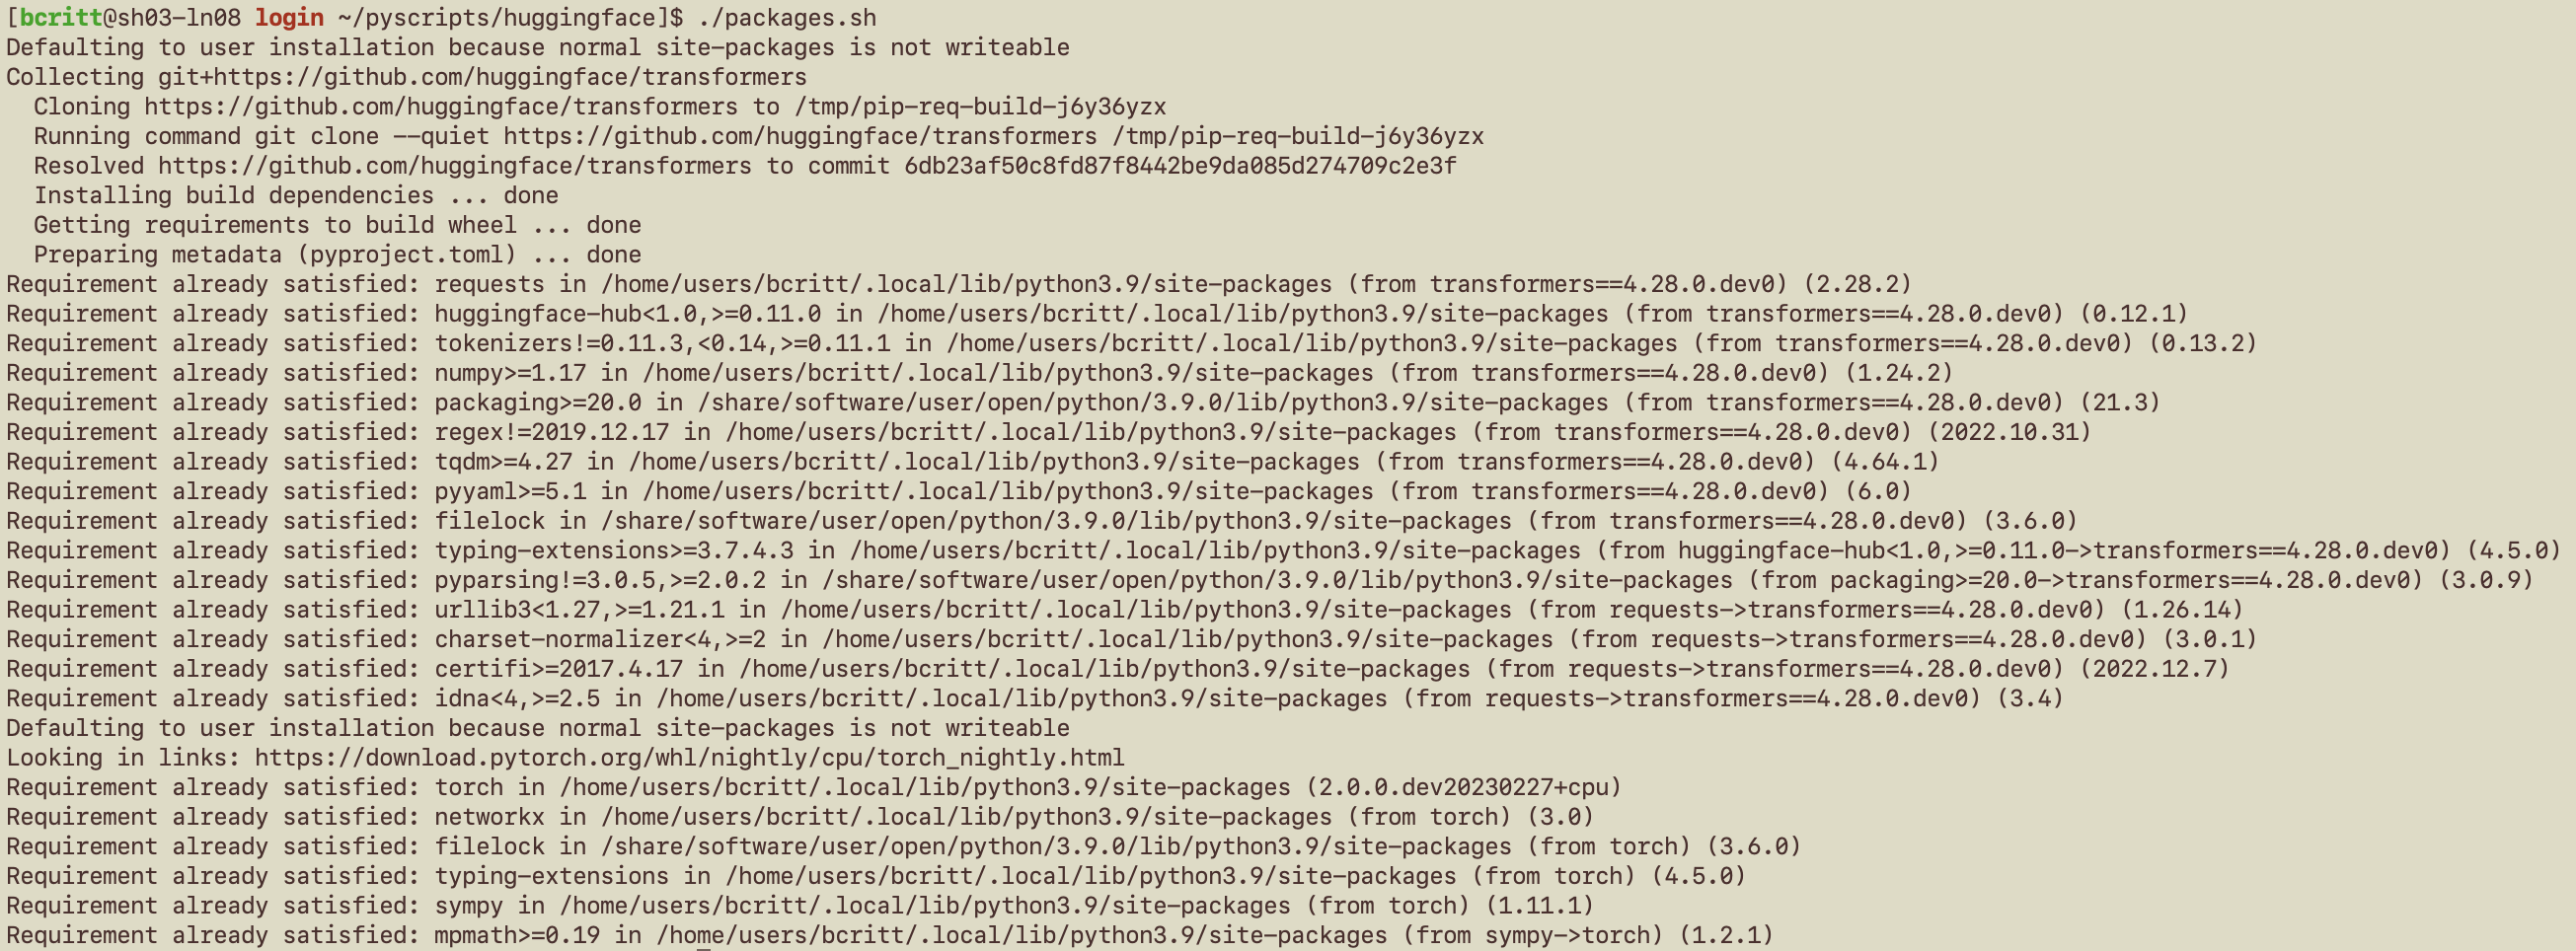 [bcritt@sh03-ln08 login ~/pyscripts/huggingface]$ ./packages.sh
Defaulting to user installation because normal site-packages is not writeable
Collecting git+https://github.com/huggingface/transformers
  Cloning https://github.com/huggingface/transformers to /tmp/pip-req-build-j6y36yzx
  Running command git clone --quiet https://github.com/huggingface/transformers /tmp/pip-req-build-j6y36yzx
  Resolved https://github.com/huggingface/transformers to commit 6db23af50c8fd87f8442be9da085d274709c2e3f
  Installing build dependencies ... done
  Getting requirements to build wheel ... done
  Preparing metadata (pyproject.toml) ... done
Requirement already satisfied: requests in /home/users/bcritt/.local/lib/python3.9/site-packages (from transformers==4.28.0.dev0) (2.28.2)
Requirement already satisfied: huggingface-hub<1.0,>=0.11.0 in /home/users/bcritt/.local/lib/python3.9/site-packages (from transformers==4.28.0.dev0) (0.12.1)
Requirement already satisfied: tokenizers!=0.11.3,<0.14,>=0.11.1 in /home/users/bcritt/.local/lib/python3.9/site-packages (from transformers==4.28.0.dev0) (0.13.2)
Requirement already satisfied: numpy>=1.17 in /home/users/bcritt/.local/lib/python3.9/site-packages (from transformers==4.28.0.dev0) (1.24.2)
Requirement already satisfied: packaging>=20.0 in /share/software/user/open/python/3.9.0/lib/python3.9/site-packages (from transformers==4.28.0.dev0) (21.3)
Requirement already satisfied: regex!=2019.12.17 in /home/users/bcritt/.local/lib/python3.9/site-packages (from transformers==4.28.0.dev0) (2022.10.31)
Requirement already satisfied: tqdm>=4.27 in /home/users/bcritt/.local/lib/python3.9/site-packages (from transformers==4.28.0.dev0) (4.64.1)
Requirement already satisfied: pyyaml>=5.1 in /home/users/bcritt/.local/lib/python3.9/site-packages (from transformers==4.28.0.dev0) (6.0)
Requirement already satisfied: filelock in /share/software/user/open/python/3.9.0/lib/python3.9/site-packages (from transformers==4.28.0.dev0) (3.6.0)
Requirement already satisfied: typing-extensions>=3.7.4.3 in /home/users/bcritt/.local/lib/python3.9/site-packages (from huggingface-hub<1.0,>=0.11.0->transformers==4.28.0.dev0) (4.5.0)
Requirement already satisfied: pyparsing!=3.0.5,>=2.0.2 in /share/software/user/open/python/3.9.0/lib/python3.9/site-packages (from packaging>=20.0->transformers==4.28.0.dev0) (3.0.9)
Requirement already satisfied: urllib3<1.27,>=1.21.1 in /home/users/bcritt/.local/lib/python3.9/site-packages (from requests->transformers==4.28.0.dev0) (1.26.14)
Requirement already satisfied: charset-normalizer<4,>=2 in /home/users/bcritt/.local/lib/python3.9/site-packages (from requests->transformers==4.28.0.dev0) (3.0.1)
Requirement already satisfied: certifi>=2017.4.17 in /home/users/bcritt/.local/lib/python3.9/site-packages (from requests->transformers==4.28.0.dev0) (2022.12.7)
Requirement already satisfied: idna<4,>=2.5 in /home/users/bcritt/.local/lib/python3.9/site-packages (from requests->transformers==4.28.0.dev0) (3.4)
Defaulting to user installation because normal site-packages is not writeable
Looking in links: https://download.pytorch.org/whl/nightly/cpu/torch_nightly.html
Requirement already satisfied: torch in /home/users/bcritt/.local/lib/python3.9/site-packages (2.0.0.dev20230227+cpu)
Requirement already satisfied: networkx in /home/users/bcritt/.local/lib/python3.9/site-packages (from torch) (3.0)
Requirement already satisfied: filelock in /share/software/user/open/python/3.9.0/lib/python3.9/site-packages (from torch) (3.6.0)
Requirement already satisfied: typing-extensions in /home/users/bcritt/.local/lib/python3.9/site-packages (from torch) (4.5.0)
Requirement already satisfied: sympy in /home/users/bcritt/.local/lib/python3.9/site-packages (from torch) (1.11.1)
Requirement already satisfied: mpmath>=0.19 in /home/users/bcritt/.local/lib/python3.9/site-packages (from sympy->torch) (1.2.1)